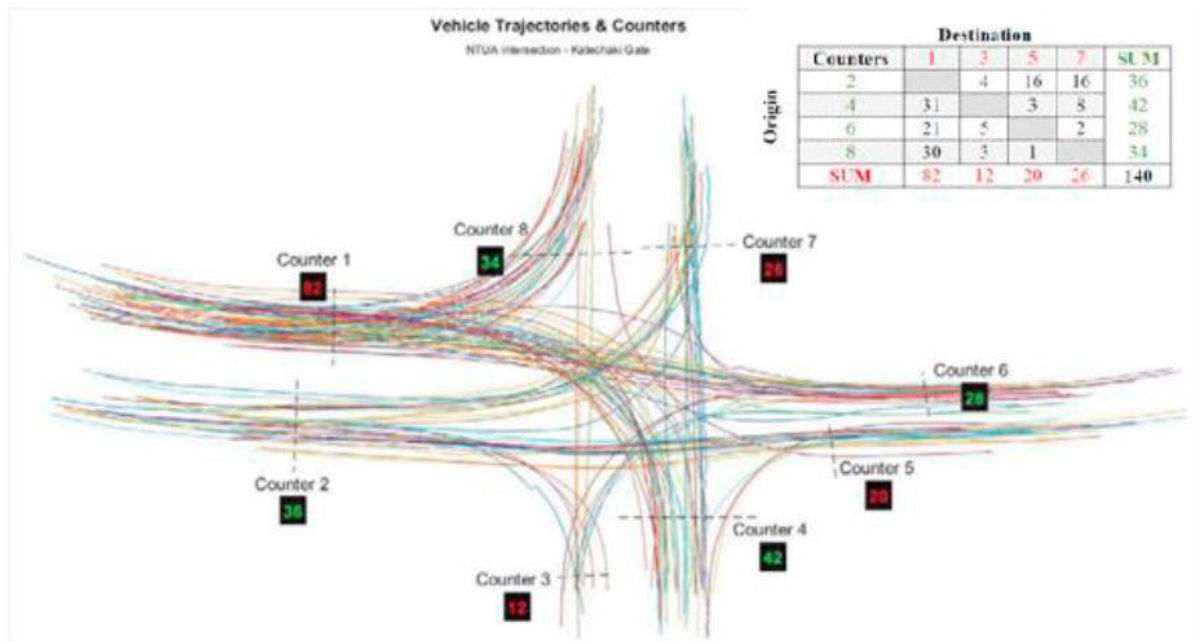 Vehicle Trajectories & Counters
NTUA Intersection - Katechaki Gate
Destination
Origin
Counters 1 3 5 7 SUM
2 4 16 16 36
4 31 3 8 42
6 21 5 2 28
8 30 3 1 34
SUM 82 12 20 26 140
Counter 8
34
Counter 7
26
Counter 1
82
Counter 6
28
Counter 5
20
Counter 2
36
Counter 4
42
Counter 3
12